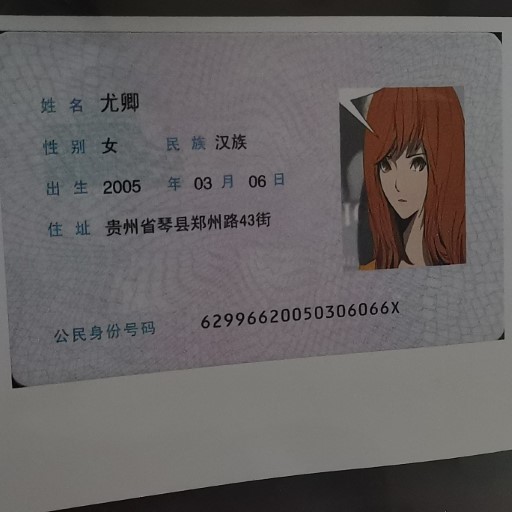 姓名 尤卿
性别 女 民族 汉族
出生 2005 年 03 月 06 日
住址 贵州省琴县郑州路43街
公民身份号码 62996620050306066X